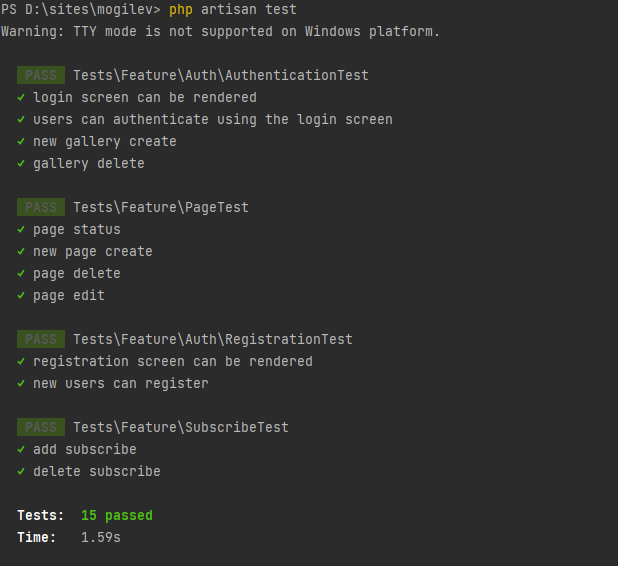 PS D:\sites\mogilev> php artisan test
Warning: TTY mode is not supported on Windows platform.
PASS Tests\Feature\Auth\AuthenticationTest
✓ login screen can be rendered
✓ users can authenticate using the login screen
✓ new gallery create
✓ gallery delete
PASS Tests\Feature\PageTest
✓ page status
✓ new page create
✓ page delete
✓ page edit
PASS Tests\Feature\Auth\RegistrationTest
✓ registration screen can be rendered
✓ new users can register
PASS Tests\Feature\SubscribeTest
✓ add subscribe
✓ delete subscribe
Tests: 15 passed
Time: 1.59s